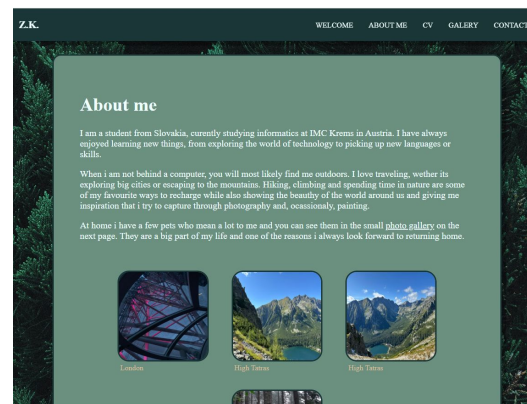 Z.K.
WELCOME ABOUT ME CV GALERY CONTACT
About me
I am a student from Slovakia, curently studying informatics at IMC Krems in Austria. I have always
enjoyed learning new things, from exploring the world of technology to picking up new languages or
skills.
When i am not behind a computer, you will most likely find me outdoors. I love traveling, wether its
exploring big cities or escaping to the mountains. Hiking, climbing and spending time in nature are some
of my favourite ways to recharge while also showing the beauthy of the world around us and giving me
inspiration that i try to capture through photography and, ocassionaly, painting.
At home i have a few pets who mean a lot to me and you can see them in the small photo gallery on the
next page. They are a big part of my life and one of the reasons i always look forward to returning home.
London High Tatras High Tatras